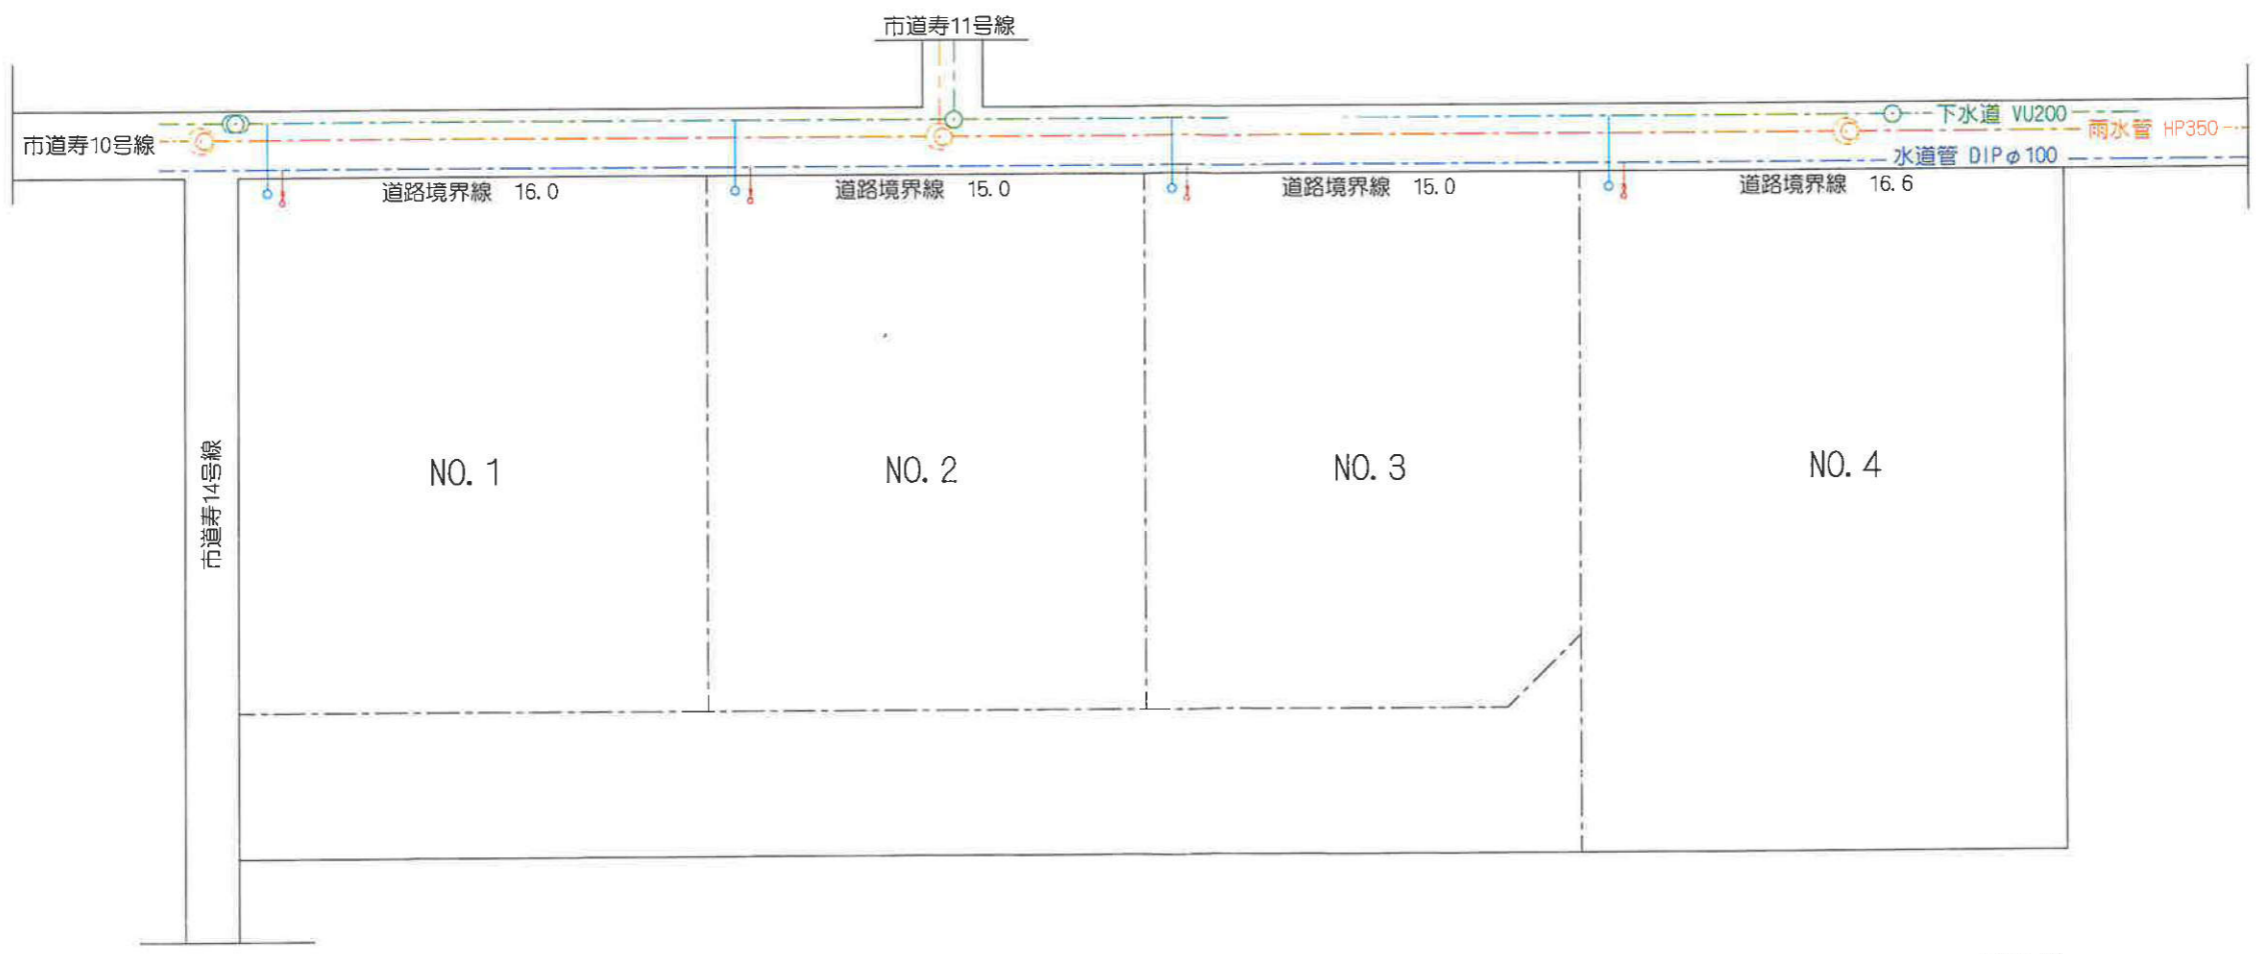 市道寿11号線
下水道 VU200
雨水管 HP350
市道寿10号線
水道管 DIPφ100
道路境界線 16.0
道路境界線 15.0
道路境界線 15.0
道路境界線 16.6
NO.1
NO.2
NO.3
NO.4
市道寿14号線